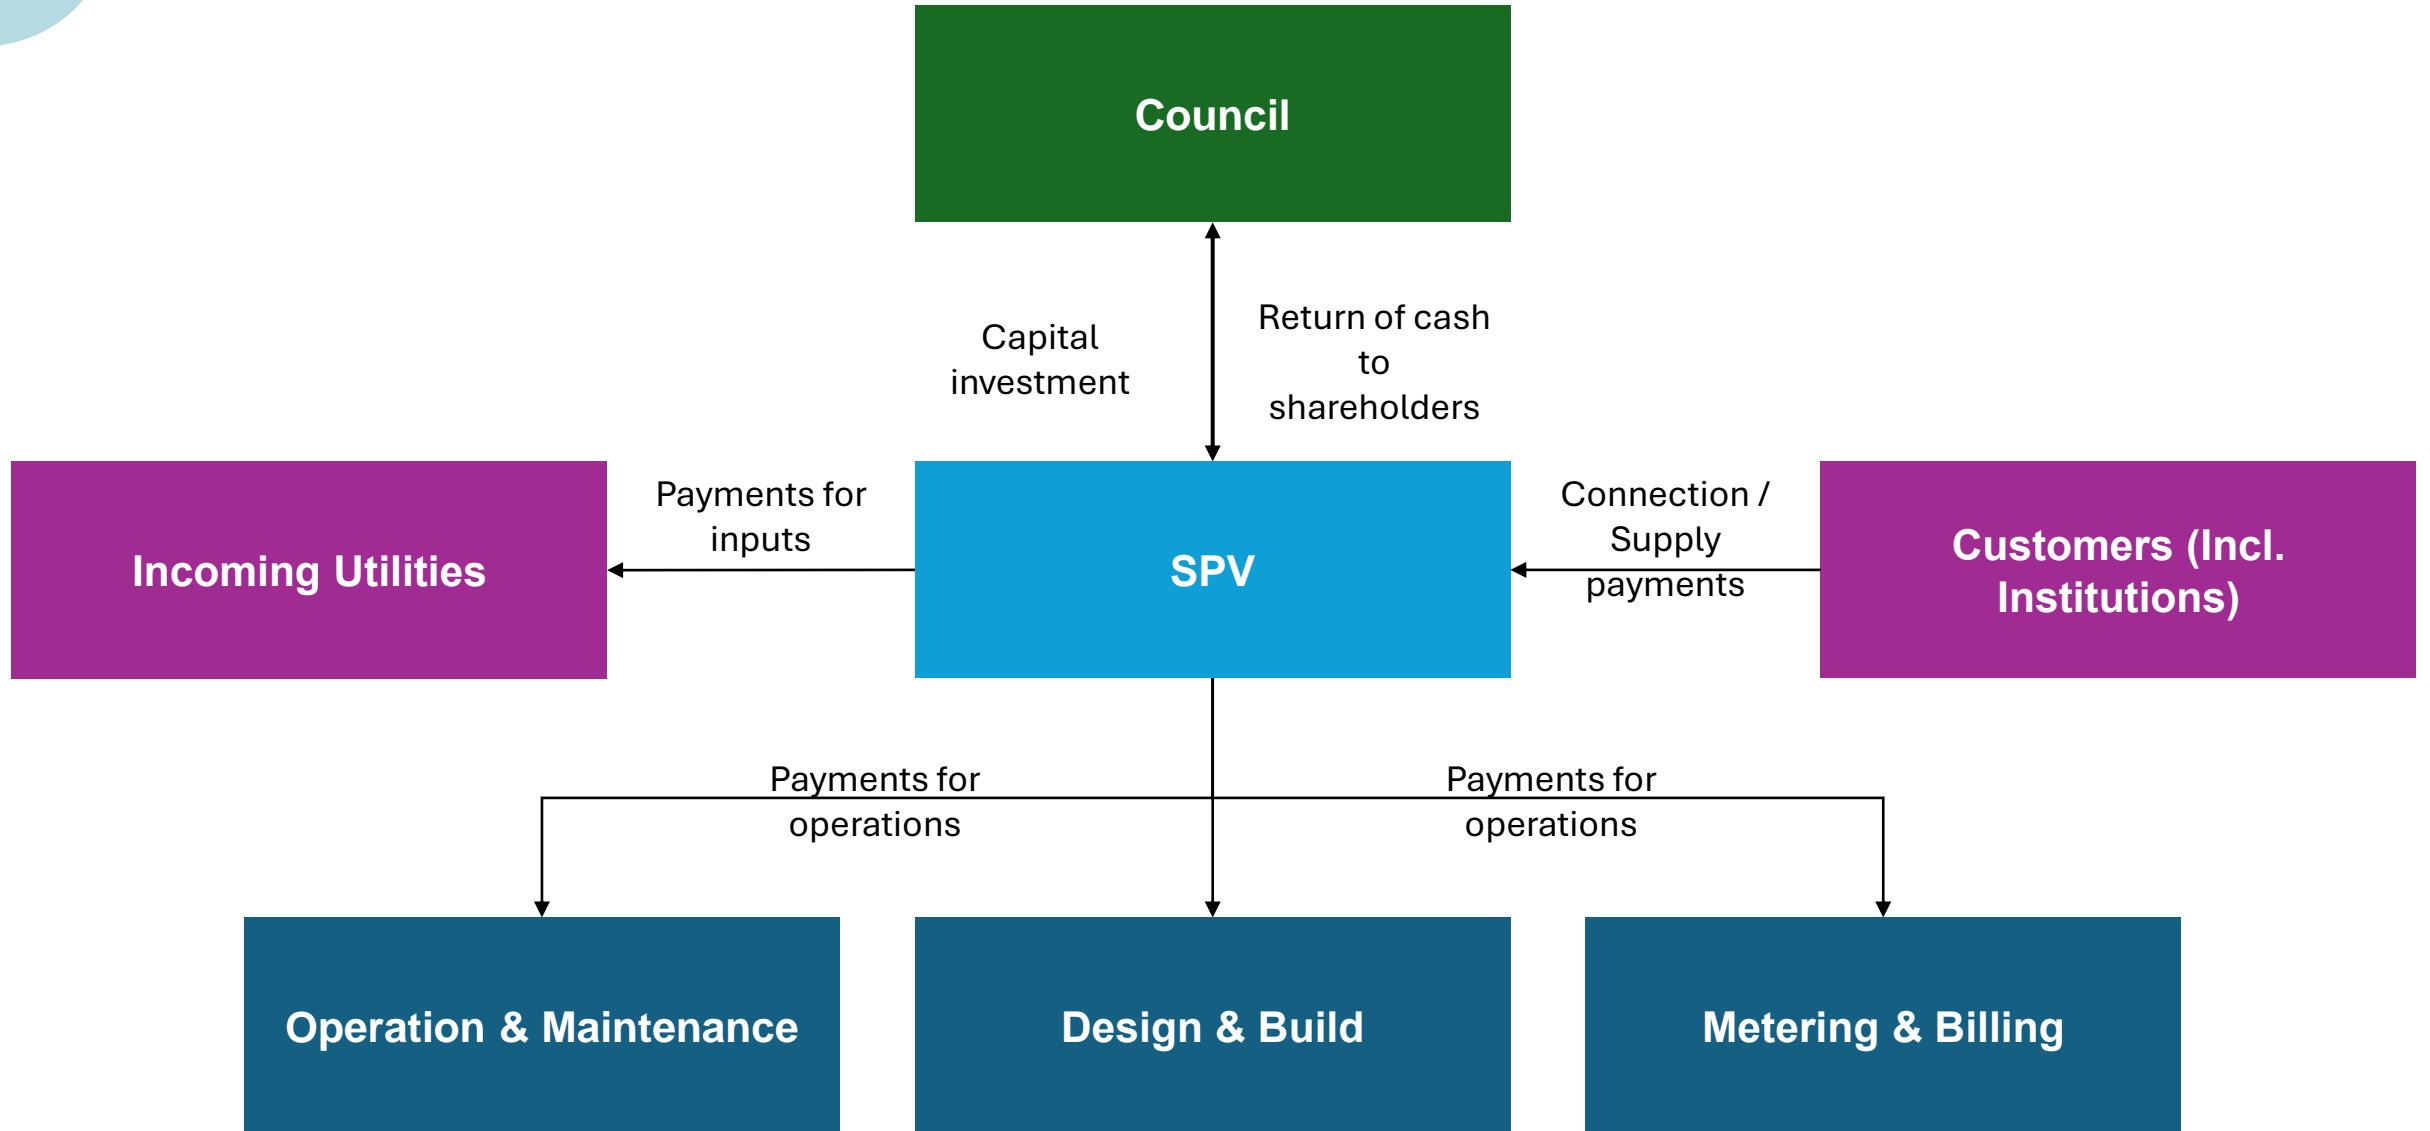 Council
Capital
investment
Return of cash
to
shareholders
Incoming Utilities
Payments for
inputs
SPV
Connection /
Supply
payments
Customers (Incl.
Institutions)
Payments for
operations
Payments for
operations
Operation & Maintenance
Design & Build
Metering & Billing